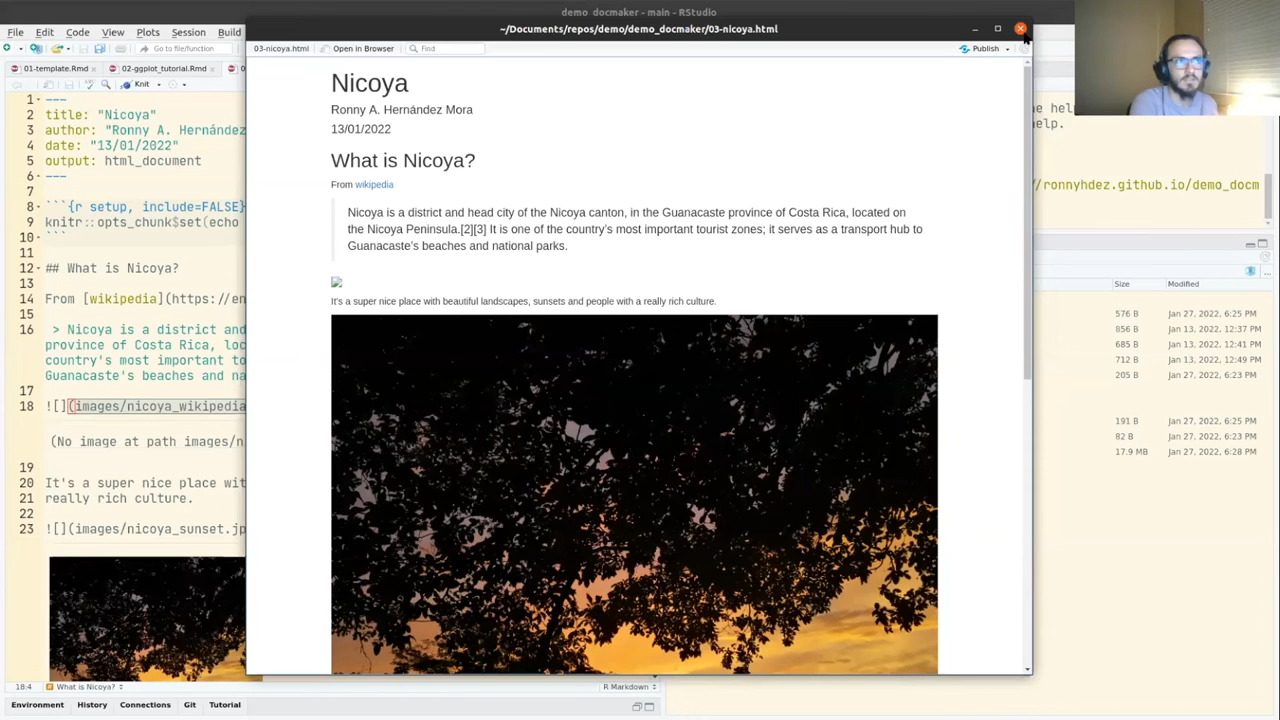 demo_docmaker - main - RStudio
~/Documents/repos/demo/demo_docmaker/03-nicoya.html
File Edit Code View Plots Session Build
Go to file/function
03-nicoya.html Open in Browser Find Publish
01-template.Rmd 02-ggplot_tutorial.Rmd
Knit
1 ---
2 title: "Nicoya"
3 author: "Ronny A. Hernández
4 date: "13/01/2022"
5 output: html_document
6 ---
7
8 ```{r setup, include=FALSE}
9 knitr::opts_chunk$set(echo
10 ```
11
12 ## What is Nicoya?
13
14 From [wikipedia](https://en
15
16 > Nicoya is a district and
province of Costa Rica, loc
country's most important to
Guanacaste's beaches and na
17
18 ![](images/nicoya_wikipedia
(No image at path images/n
19
20 It's a super nice place wit
21 really rich culture.
22
23 ![](images/nicoya_sunset.jp
18:4 What is Nicoya? R Markdown
Environment History Connections Git Tutorial
Nicoya
Ronny A. Hernández Mora
13/01/2022
What is Nicoya?
From wikipedia
Nicoya is a district and head city of the Nicoya canton, in the Guanacaste province of Costa Rica, located on
the Nicoya Peninsula.[2][3] It is one of the country's most important tourist zones; it serves as a transport hub to
Guanacaste's beaches and national parks.
It's a super nice place with beautiful landscapes, sunsets and people with a really rich culture.
e help
elp.
/ronnyhdez.github.io/demo_docm
Size Modified
576 B Jan 27, 2022, 6:25 PM
856 B Jan 13, 2022, 12:37 PM
685 B Jan 13, 2022, 12:41 PM
712 B Jan 13, 2022, 12:49 PM
205 B Jan 27, 2022, 6:23 PM
191 B Jan 27, 2022, 6:25 PM
82 B Jan 27, 2022, 6:23 PM
17.9 MB Jan 27, 2022, 6:28 PM